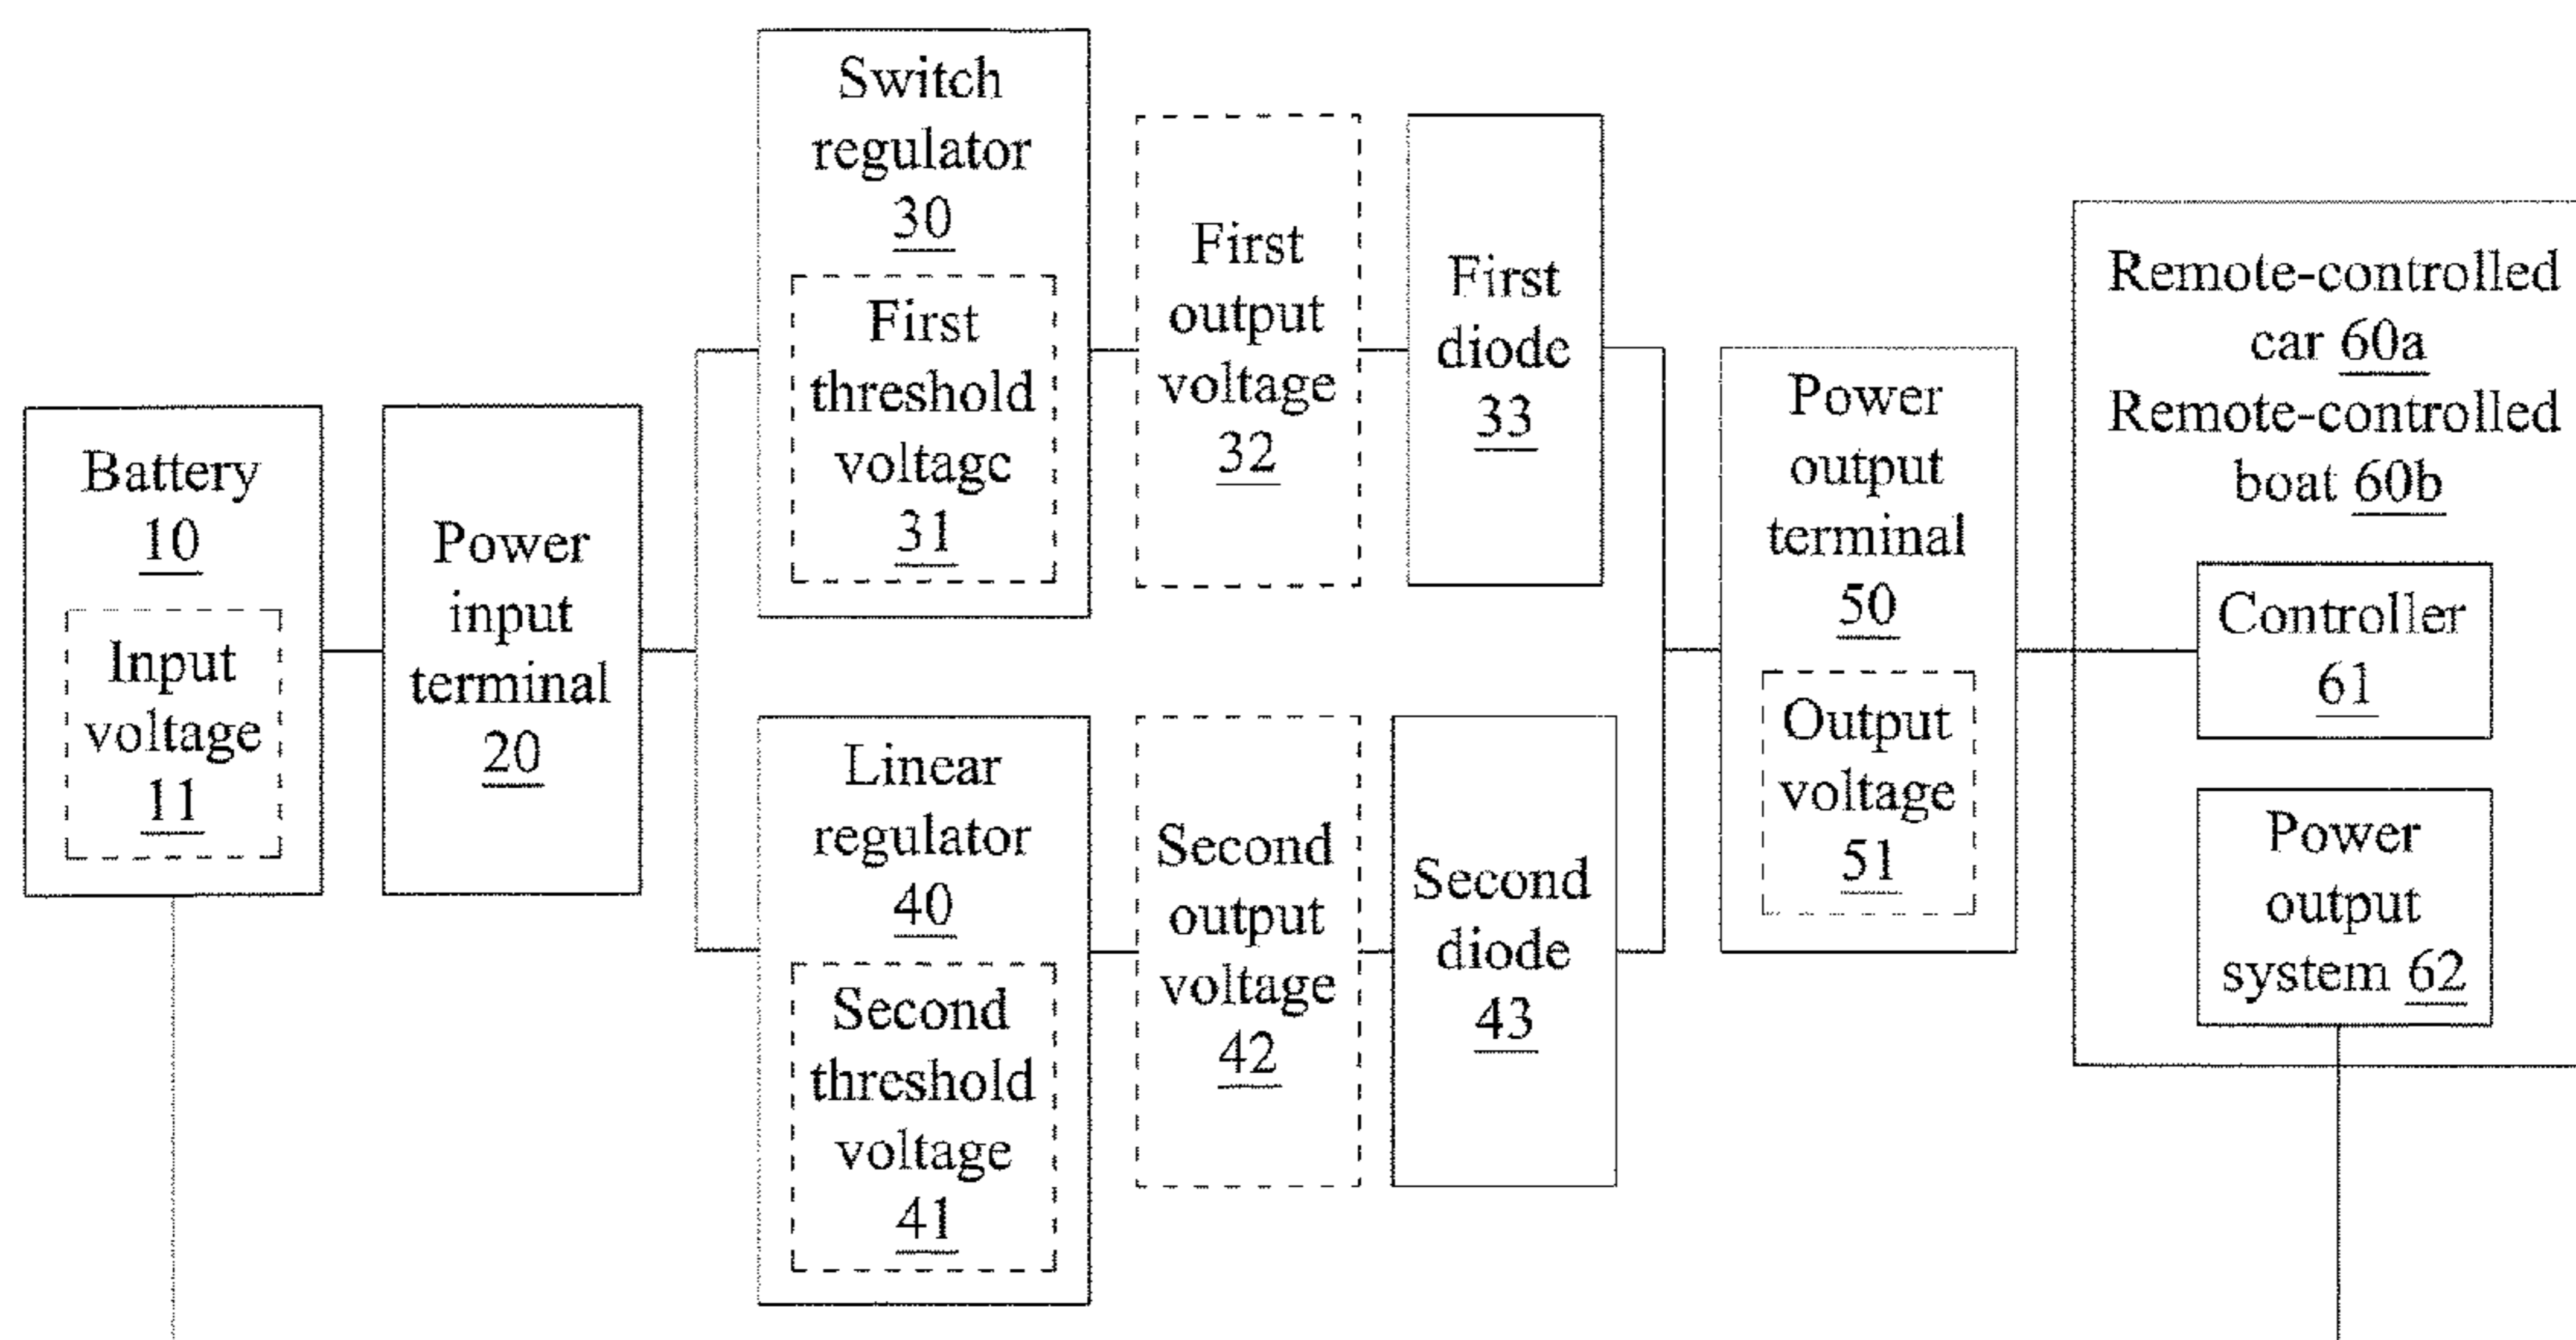 Battery
10
Input
voltage
11
Power
input
terminal
20
Switch
regulator
30
First
threshold
voltage
31
First
output
voltage
32
First
diode
33
Linear
regulator
40
Second
threshold
voltage
41
Second
output
voltage
42
Second
diode
43
Power
output
terminal
50
Output
voltage
51
Remote-controlled
car 60a
Remote-controlled
boat 60b
Controller
61
Power
output
system 62